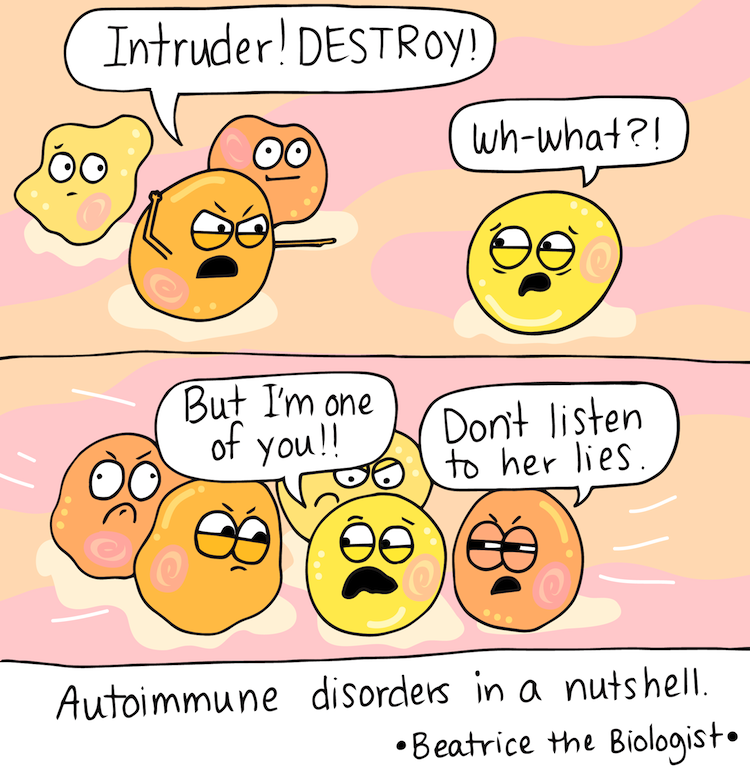 Intruder! DESTROY!
Wh-what?!
But I'm one
of you!!
Don't listen
to her lies.
Autoimmune disorders in a nutshell.
•Beatrice the Biologist•